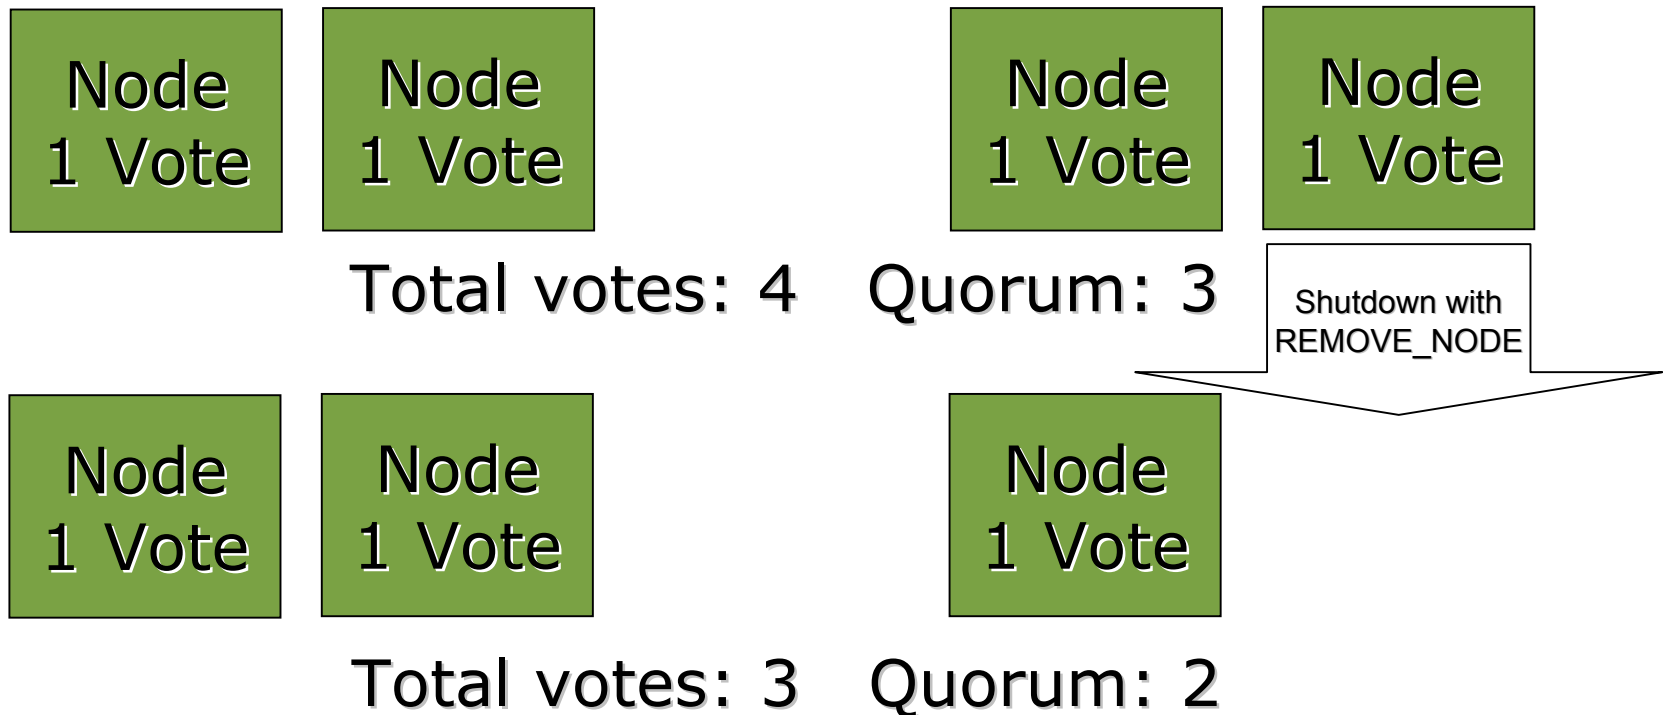 Node
1 Vote
Node
1 Vote
Node
1 Vote
Node
1 Vote
Total votes: 4 Quorum: 3
Shutdown with
REMOVE_NODE
Node
1 Vote
Node
1 Vote
Node
1 Vote
Total votes: 3 Quorum: 2